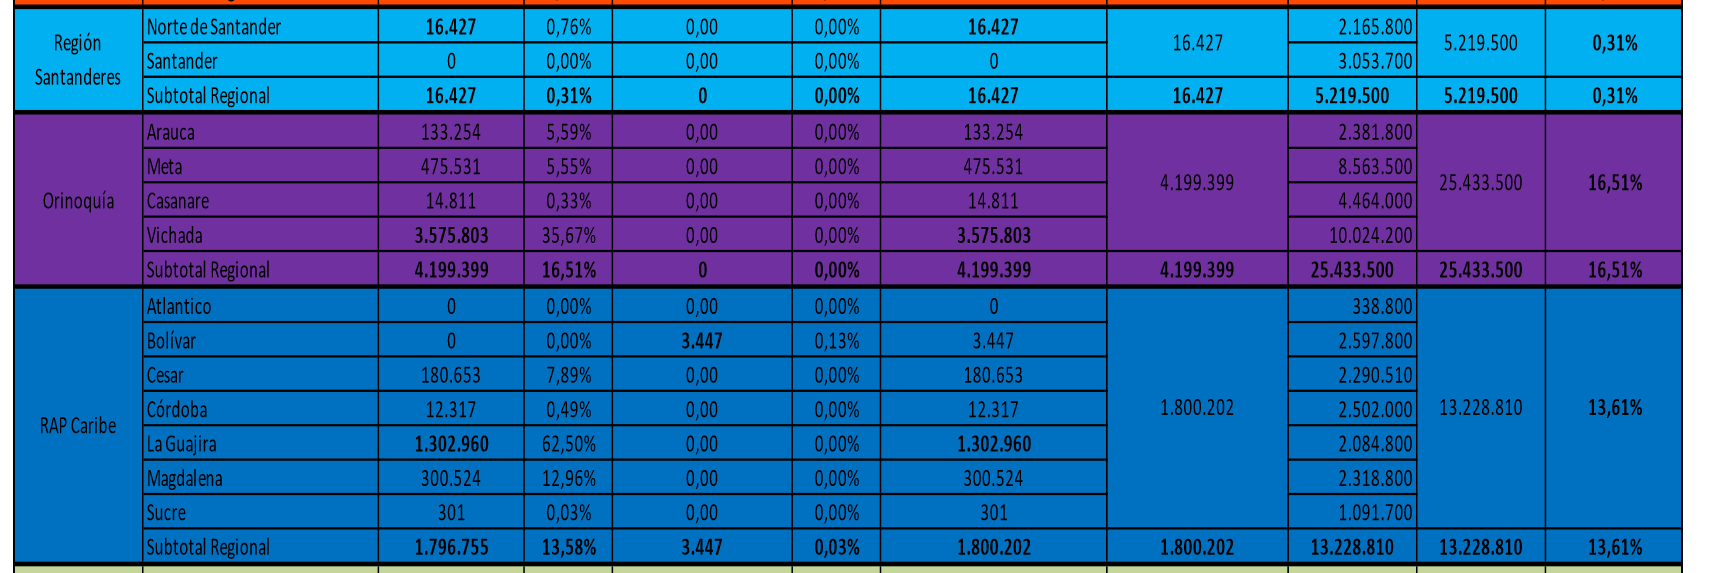 Región Santanderes
Norte de Santander 16.427 0,76% 0,00 0,00% 16.427 16.427 2.165.800 5.219.500 0,31%
Santander 0 0,00% 0,00 0,00% 0 3.053.700
Subtotal Regional 16.427 0,31% 0 0,00% 16.427 16.427 5.219.500 5.219.500 0,31%
Orinoquía
Arauca 133.254 5,59% 0,00 0,00% 133.254 4.199.399 2.381.800 25.433.500 16,51%
Meta 475.531 5,55% 0,00 0,00% 475.531 8.563.500
Casanare 14.811 0,33% 0,00 0,00% 14.811 4.464.000
Vichada 3.575.803 35,67% 0,00 0,00% 3.575.803 10.024.200
Subtotal Regional 4.199.399 16,51% 0 0,00% 4.199.399 4.199.399 25.433.500 25.433.500 16,51%
RAP Caribe
Atlantico 0 0,00% 0,00 0,00% 0 1.800.202 338.800 13.228.810 13,61%
Bolívar 0 0,00% 3.447 0,13% 3.447 2.597.800
Cesar 180.653 7,89% 0,00 0,00% 180.653 2.290.510
Córdoba 12.317 0,49% 0,00 0,00% 12.317 2.502.000
La Guajira 1.302.960 62,50% 0,00 0,00% 1.302.960 2.084.800
Magdalena 300.524 12,96% 0,00 0,00% 300.524 2.318.800
Sucre 301 0,03% 0,00 0,00% 301 1.091.700
Subtotal Regional 1.796.755 13,58% 3.447 0,03% 1.800.202 1.800.202 13.228.810 13.228.810 13,61%